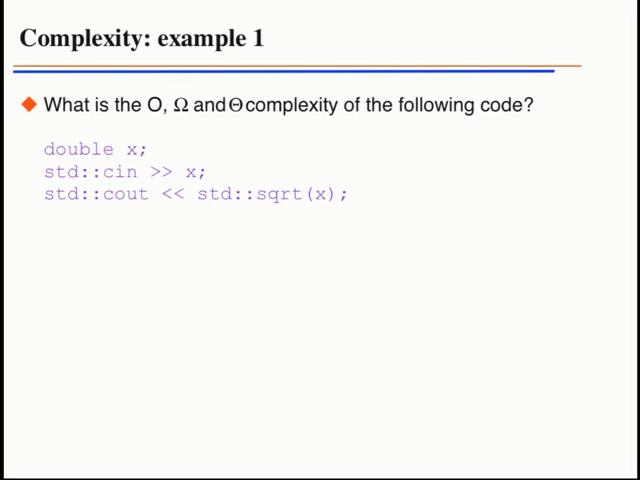 Complexity: example 1
What is the O, Ω and Θ complexity of the following code?
double x;
std::cin >> x;
std::cout << std::sqrt(x);